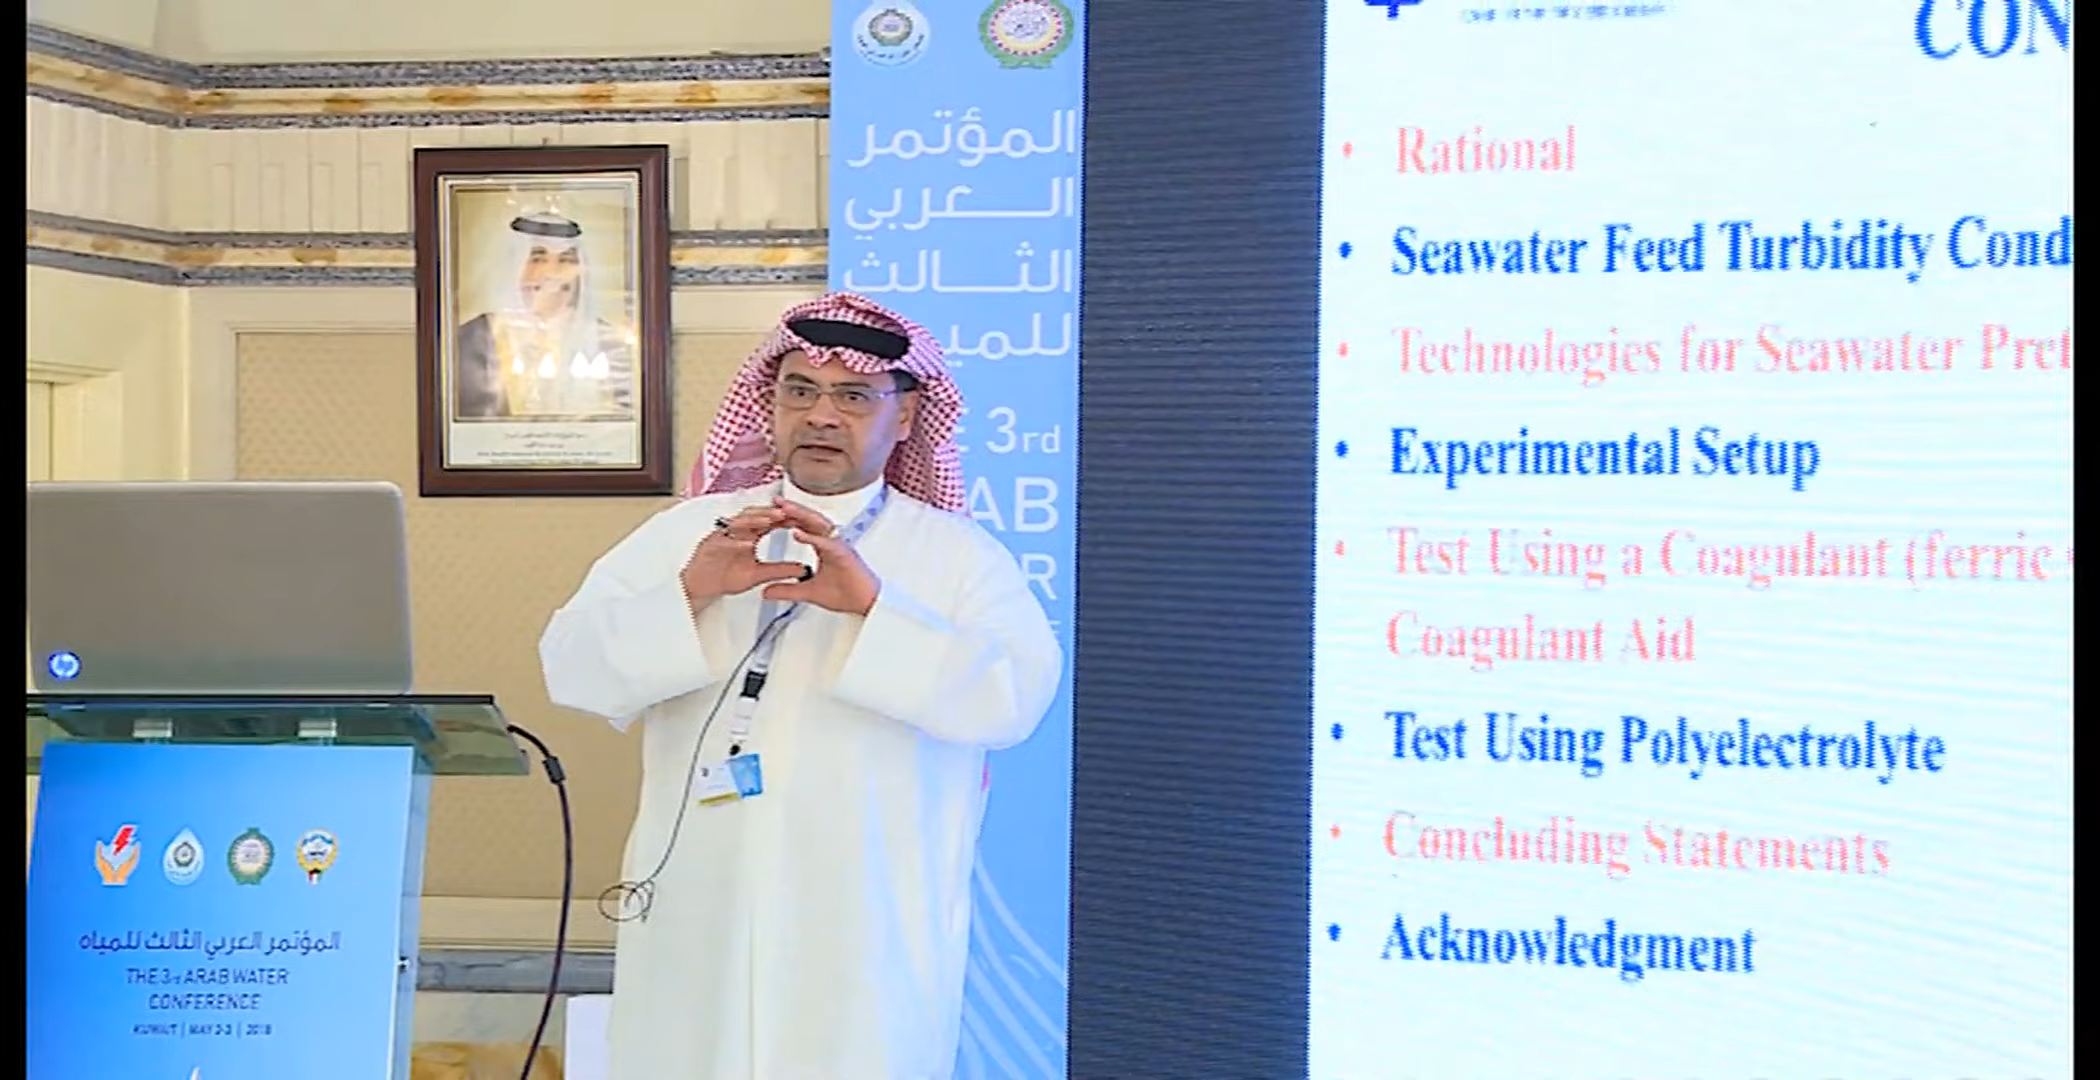 المؤتمر
العربي
الثالث
للميـ
3rd
AB
R
CON
• Rational
• Seawater Feed Turbidity Cond
• Technologies for Seawater Pret
• Experimental Setup
• Test Using a Coagulant (ferric
Coagulant Aid
• Test Using Polyelectrolyte
• Concluding Statements
• Acknowledgment
hp
المؤتمر العربي الثالث للمياه
THE 3rd ARAB WATER
CONFERENCE
KUWAIT | MAY 2-3 | 2018